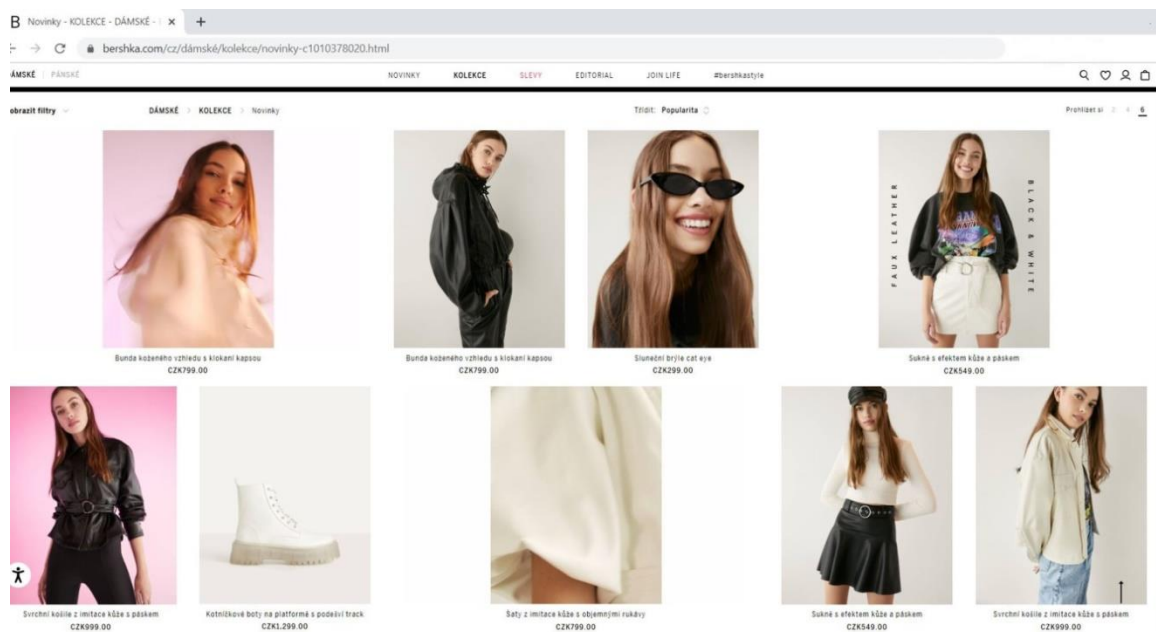 B Novinky - KOLEKCE - DÁMSKÉ -
bershka.com/cz/dámské/kolekce/novinky-c1010378020.html
DÁMSKÉ | PÁNSKÉ
NOVINKY KOLEKCE SLEVY EDITORIAL JOIN LIFE #bershkastyle
obrazit filtry
DÁMSKÉ > KOLEKCE > Novinky
Třídit: Popularita
Prohlížet si 2 4 6
FAUX LEATHER
BLACK & WHITE
Bunda koženého vzhledu s klokaní kapsou
CZK799.00
Bunda koženého vzhledu s klokaní kapsou
CZK799.00
Sluneční brýle cat eye
CZK299.00
Sukně s efektem kůže a páskem
CZK549.00
Svrchní košile z imitace kůže s páskem
CZK999.00
Kotníčkové boty na platformě s podešví track
CZK1,299.00
Šaty z imitace kůže s objemnými rukávy
CZK799.00
Sukně s efektem kůže a páskem
CZK549.00
Svrchní košile z imitace kůže s páskem
CZK999.00